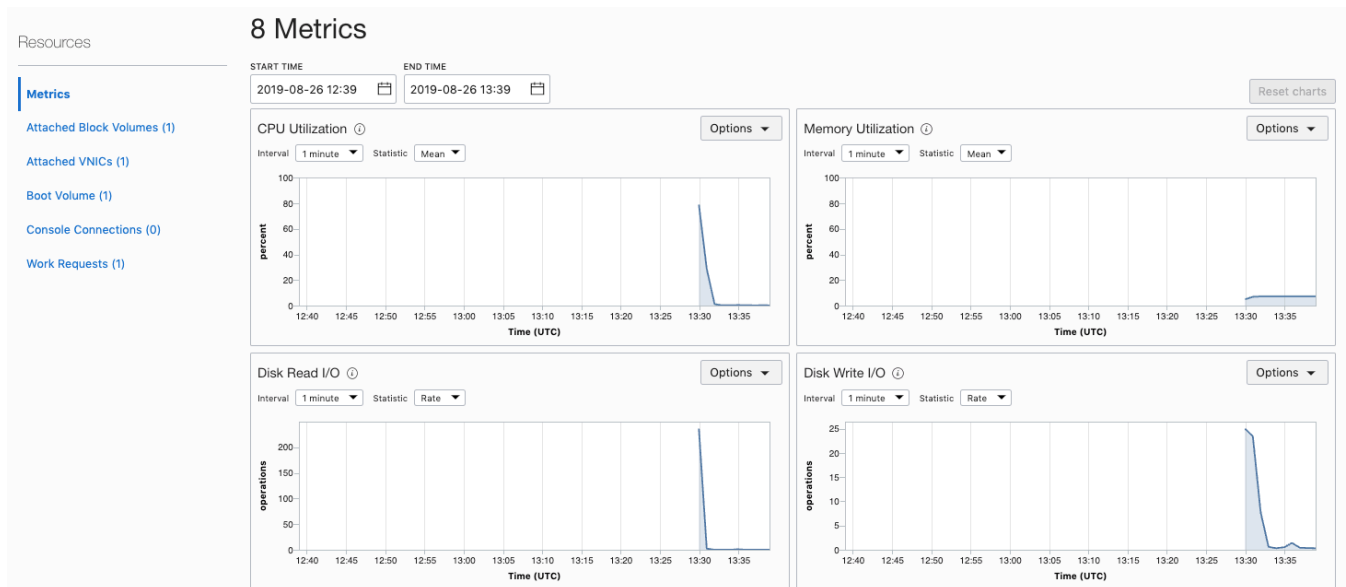 Resources
Metrics
Attached Block Volumes (1)
Attached VNICs (1)
Boot Volume (1)
Console Connections (0)
Work Requests (1)
8 Metrics
START TIME
END TIME
2019-08-26 12:39
2019-08-26 13:39
Reset charts
CPU Utilization
Options
Interval 1 minute Statistic Mean
100
80
60
40
20
0
percent
12:40 12:45 12:50 12:55 13:00 13:05 13:10 13:15 13:20 13:25 13:30 13:35
Time (UTC)
Memory Utilization
Options
Interval 1 minute Statistic Mean
100
80
60
40
20
0
percent
12:40 12:45 12:50 12:55 13:00 13:05 13:10 13:15 13:20 13:25 13:30 13:35
Time (UTC)
Disk Read I/O
Options
Interval 1 minute Statistic Rate
200
150
100
50
0
operations
12:40 12:45 12:50 12:55 13:00 13:05 13:10 13:15 13:20 13:25 13:30 13:35
Time (UTC)
Disk Write I/O
Options
Interval 1 minute Statistic Rate
25
20
15
10
5
0
operations
12:40 12:45 12:50 12:55 13:00 13:05 13:10 13:15 13:20 13:25 13:30 13:35
Time (UTC)